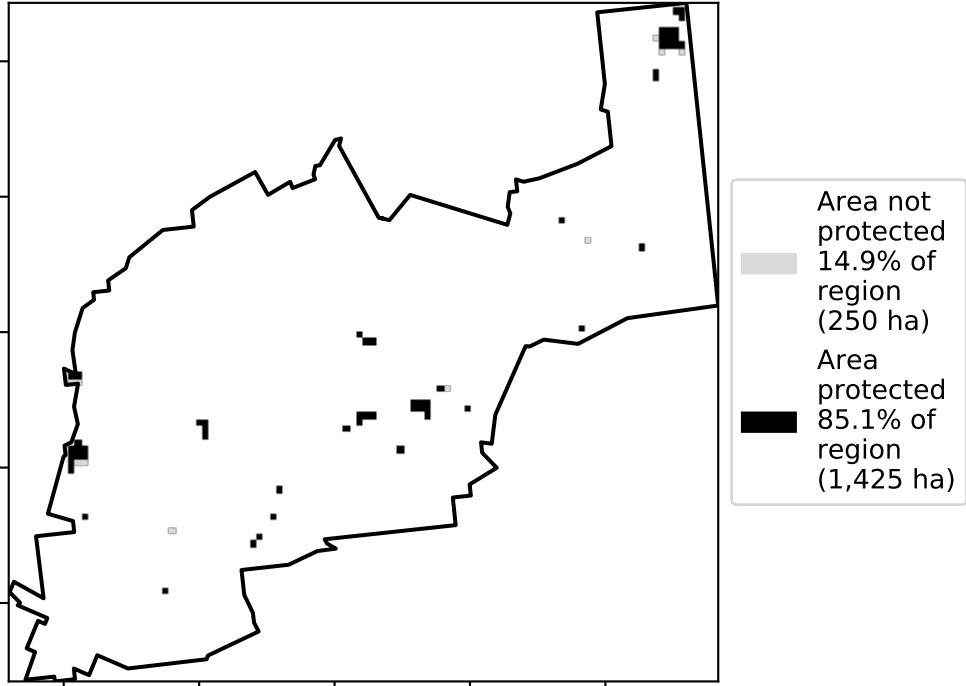 Area not
protected
14.9% of
region
(250 ha)
Area
protected
85.1% of
region
(1,425 ha)